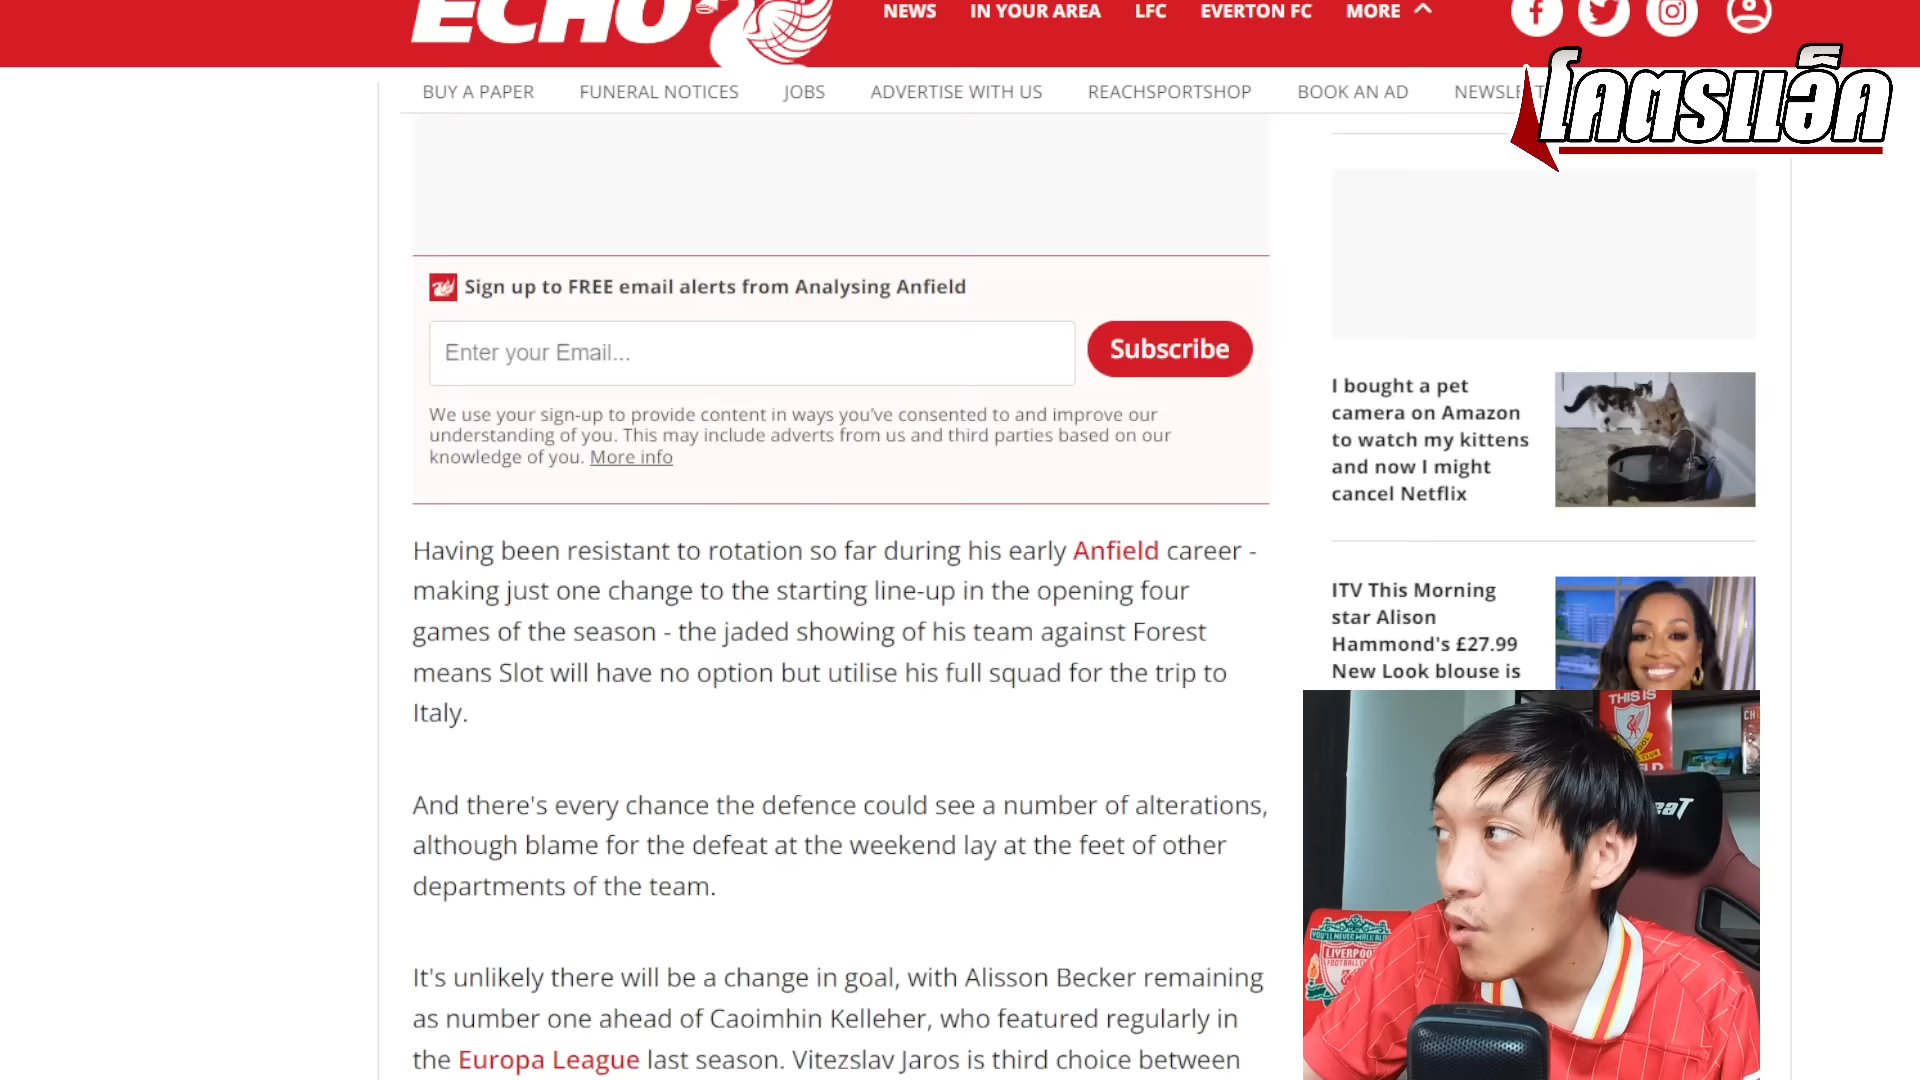 ECHO
NEWS IN YOUR AREA LFC EVERTON FC MORE
BUY A PAPER FUNERAL NOTICES JOBS ADVERTISE WITH US REACHSPORTSHOP BOOK AN AD
โคตรแอ็ค
Sign up to FREE email alerts from Analysing Anfield
Enter your Email...
Subscribe
We use your sign-up to provide content in ways you've consented to and improve our
understanding of you. This may include adverts from us and third parties based on our
knowledge of you. More info
Having been resistant to rotation so far during his early Anfield career -
making just one change to the starting line-up in the opening four
games of the season - the jaded showing of his team against Forest
means Slot will have no option but utilise his full squad for the trip to
Italy.
And there's every chance the defence could see a number of alterations,
although blame for the defeat at the weekend lay at the feet of other
departments of the team.
It's unlikely there will be a change in goal, with Alisson Becker remaining
as number one ahead of Caoimhin Kelleher, who featured regularly in
the Europa League last season. Vitezslav Jaros is third choice between
I bought a pet
camera on Amazon
to watch my kittens
and now I might
cancel Netflix
ITV This Morning
star Alison
Hammond's £27.99
New Look blouse is
THIS IS
YOU'LL NEVER WALK ALONE
LIVERPOOL
FOOTBALL CLUB